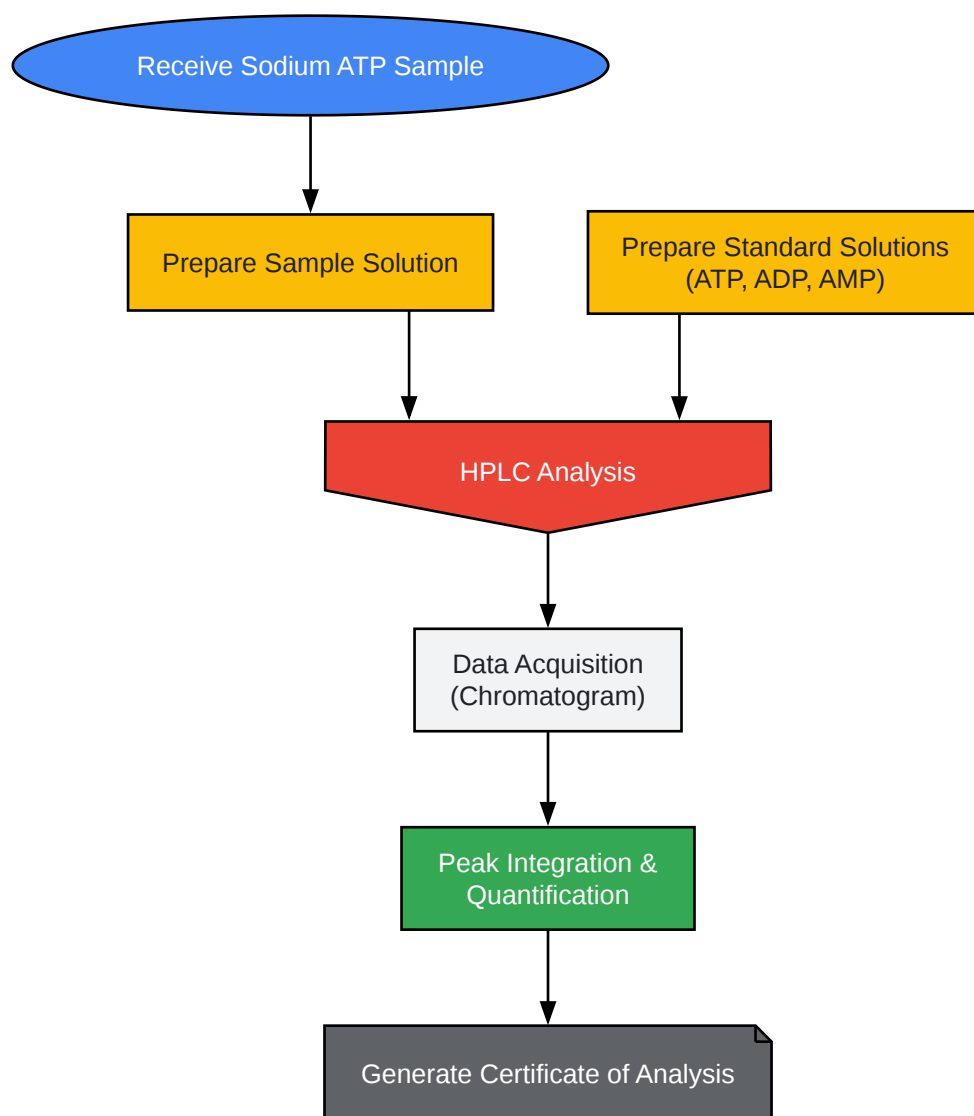 Receive Sodium ATP Sample
Prepare Sample Solution
Prepare Standard Solutions
(ATP, ADP, AMP)
HPLC Analysis
Data Acquisition
(Chromatogram)
Peak Integration &
Quantification
Generate Certificate of Analysis